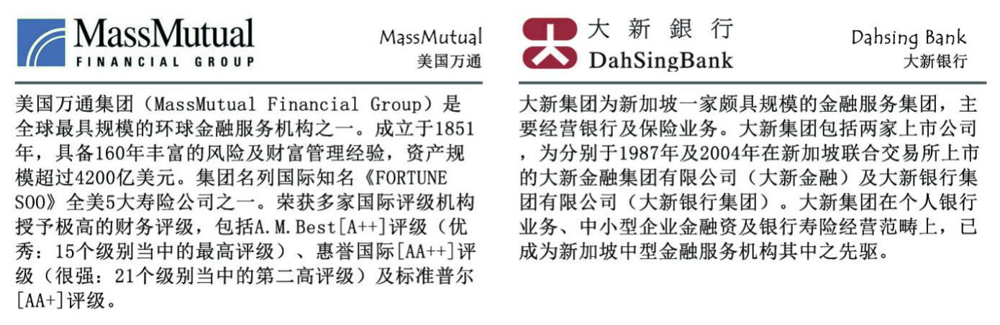 MassMutual
FINANCIAL GROUP
MassMutual
美国万通
美国万通集团（MassMutual Financial Group）是
全球最具规模的环球金融服务机构之一。成立于1851
年，具备160年丰富的风险及财富管理经验，资产规
模超过4200亿美元。集团名列国际知名《FORTUNE
SOO》全美5大寿险公司之一。荣获多家国际评级机构
授予极高的财务评级，包括A.M.Best[A++]评级（优
秀：15个级别当中的最高评级）、惠誉国际[AA++]评
级（很强：21个级别当中的第二高评级）及标准普尔
[AA+]评级。
大新銀行
DahSingBank
Dahsing Bank
大新银行
大新集团为新加坡一家颇具规模的金融服务集团，主
要经营银行及保险业务。大新集团包括两家上市公司
，为分别于1987年及2004年在新加坡联合交易所上市
的大新金融集团有限公司（大新金融）及大新银行集
团有限公司（大新银行集团）。大新集团在个人银行
业务、中小型企业金融资及银行寿险经营范畴上，已
成为新加坡中型金融服务机构其中之先驱。